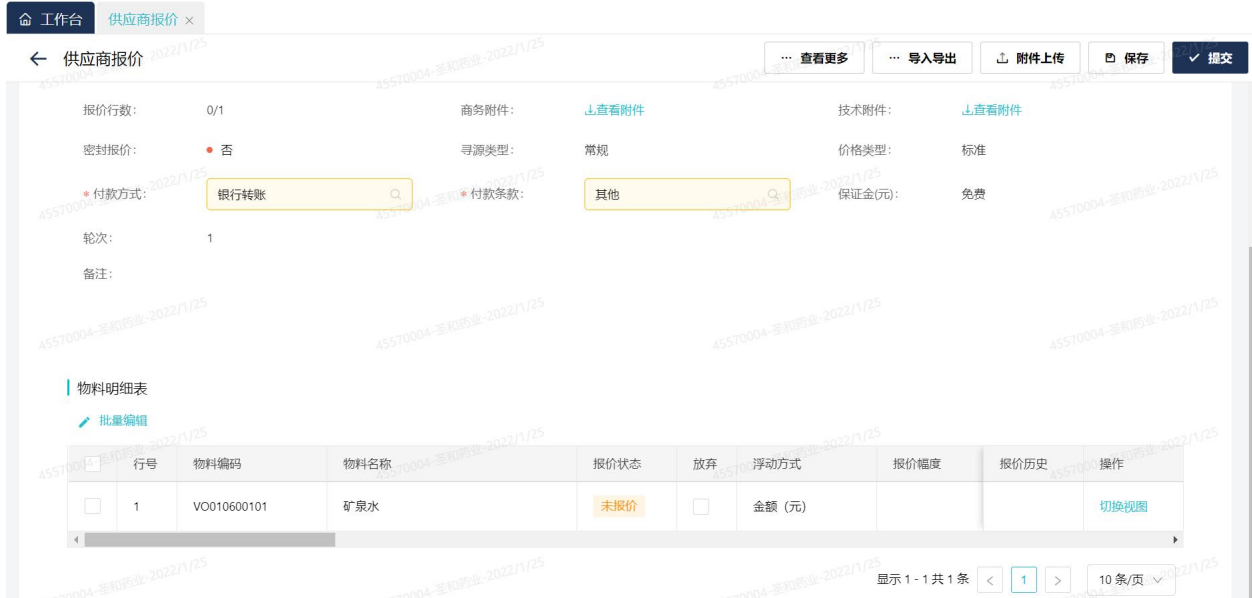 工作台 供应商报价 ×
供应商报价 ··· 查看更多 ··· 导入导出 附件上传 保存 提交
报价行数: 0/1 商务附件: 查看附件 技术附件: 查看附件
密封报价: 否 寻源类型: 常规 价格类型: 标准
* 付款方式: 银行转账 * 付款条款: 其他 保证金(元): 免费
轮次: 1
备注:
45570004-圣和药业-2022/1/25
物料明细表
批量编辑
行号 物料编码 物料名称 报价状态 放弃 浮动方式 报价幅度 报价历史 操作
1 VO010600101 矿泉水 未报价 金额 (元) 切换视图
显示 1 - 1 共 1 条 < 1 > 10 条/页